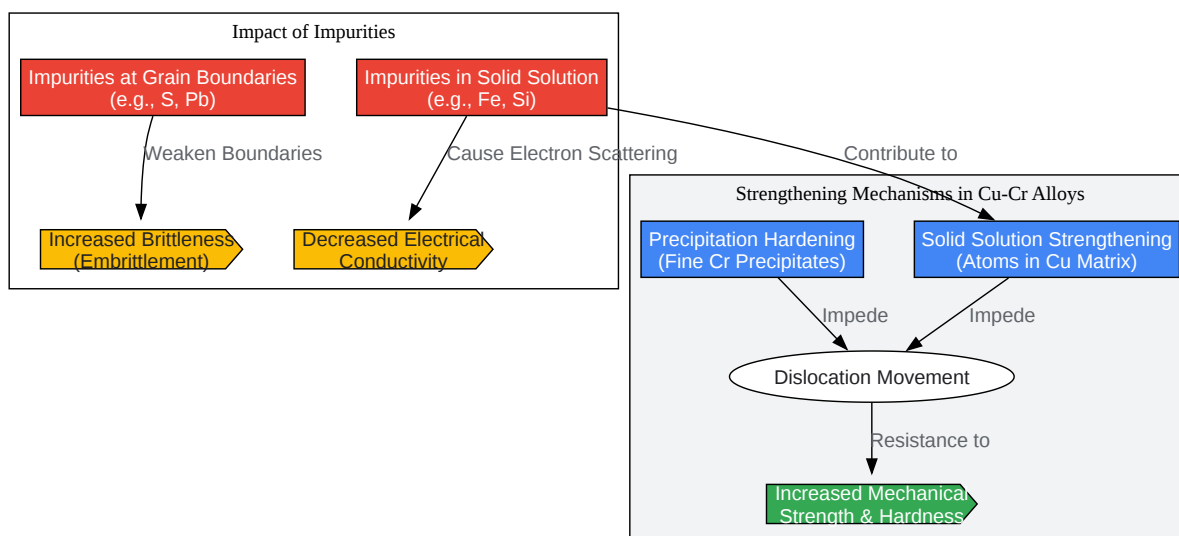 Impact of Impurities
Impurities at Grain Boundaries
(e.g., S, Pb)
Impurities in Solid Solution
(e.g., Fe, Si)
Weaken Boundaries
Cause Electron Scattering
Contribute to
Increased Brittleness
(Embrittlement)
Decreased Electrical
Conductivity
Strengthening Mechanisms in Cu-Cr Alloys
Precipitation Hardening
(Fine Cr Precipitates)
Solid Solution Strengthening
(Atoms in Cu Matrix)
Impede
Impede
Dislocation Movement
Resistance to
Increased Mechanical
Strength & Hardness